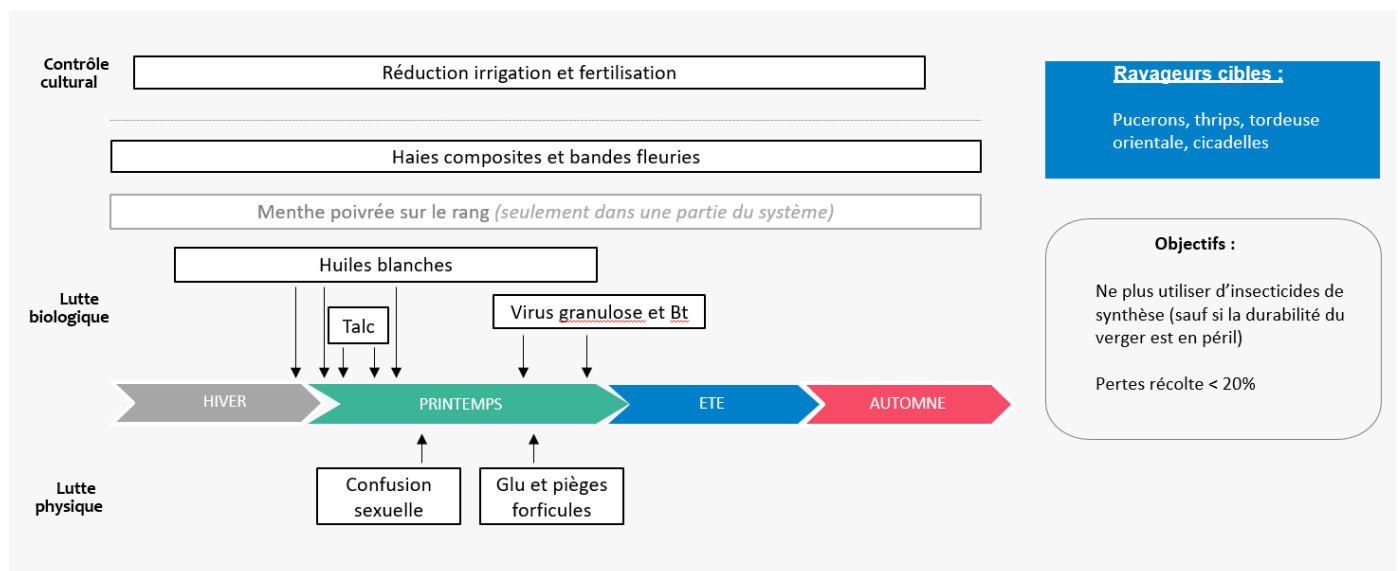 Contrôle
cultural
Réduction irrigation et fertilisation
Ravageurs cibles :
Pucerons, thrips, tordeuse
orientale, cicadelles
Haies composites et bandes fleuries
Menthe poivrée sur le rang (seulement dans une partie du système)
Huiles blanches
Lutte
biologique
Talc
Virus granulose et Bt
Objectifs :
Ne plus utiliser d’insecticides de
synthèse (sauf si la durabilité du
verger est en péril)
Pertes récolte < 20%
HIVER
PRINTEMPS
ETE
AUTOMNE
Lutte
physique
Confusion
sexuelle
Glu et pièges
forficules